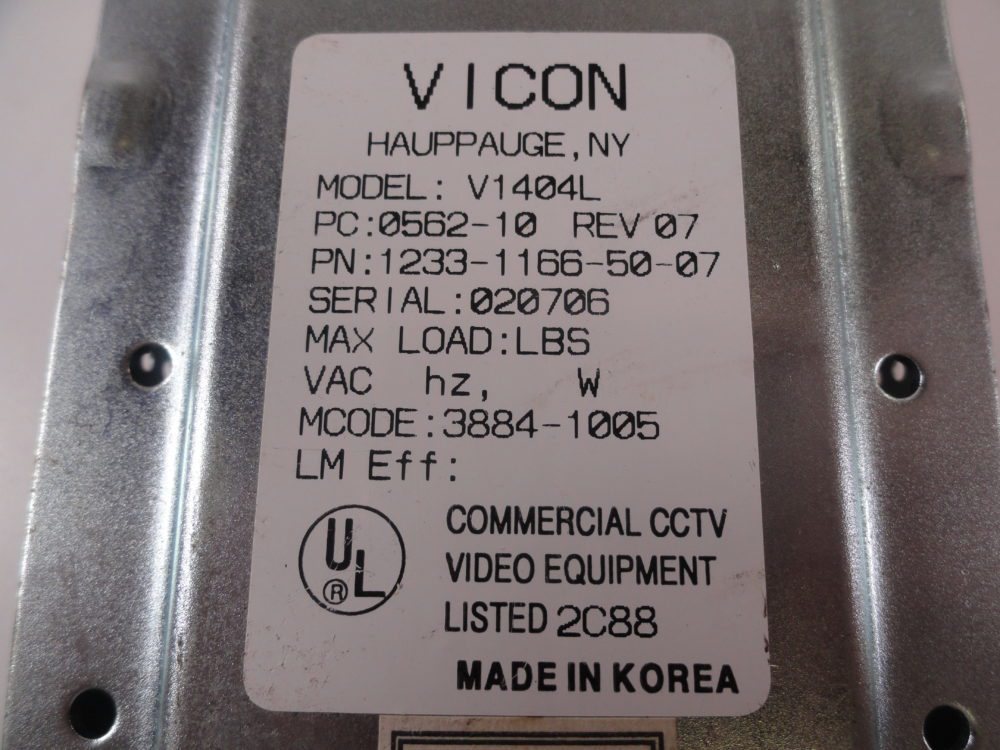 VICON
HAUPPAUGE, NY
MODEL: V1404L
PC:0562-10 REV 07
PN:1233-1166-50-07
SERIAL:020706
MAX LOAD:LBS
VAC hz, W
MCODE:3884-1005
LM Eff:
UL ®
COMMERCIAL CCTV
VIDEO EQUIPMENT
LISTED 2C88
MADE IN KOREA